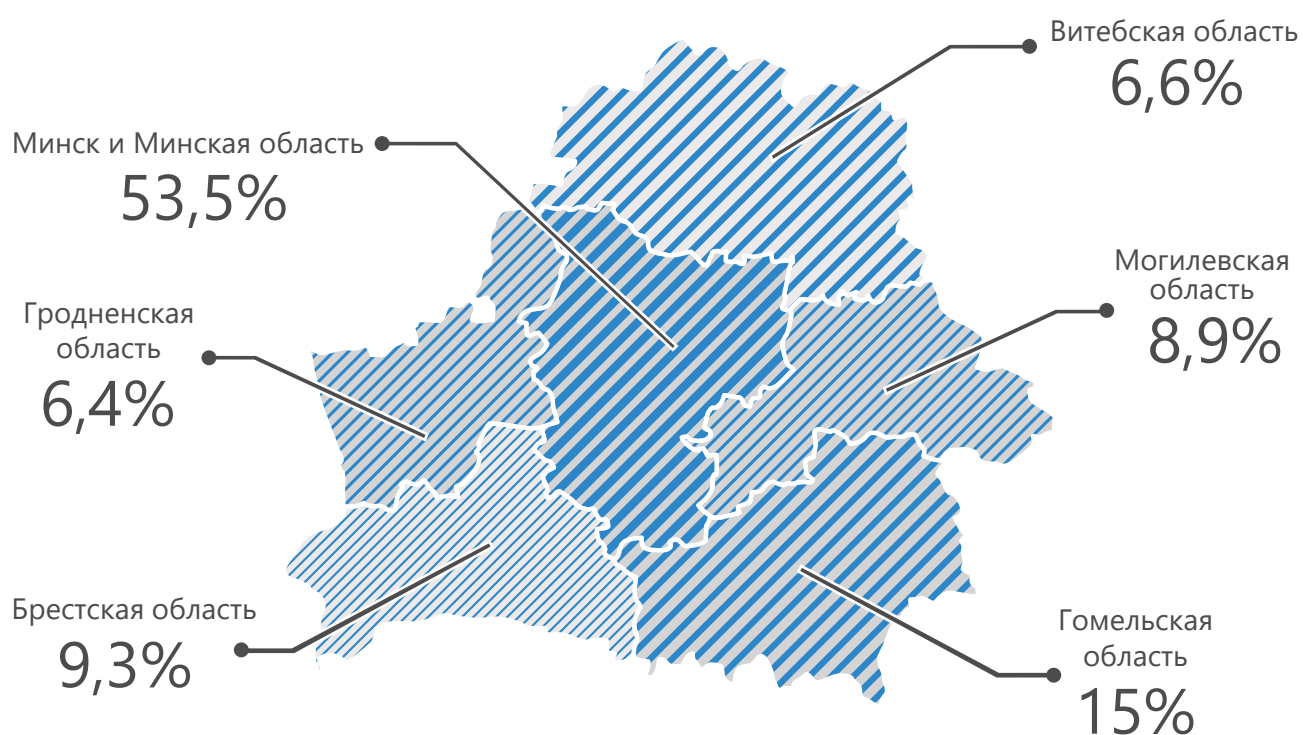 Витебская область
6,6%
Минск и Минская область
53,5%
Могилевская
область
8,9%
Гродненская
область
6,4%
Брестская область
9,3%
Гомельская
область
15%